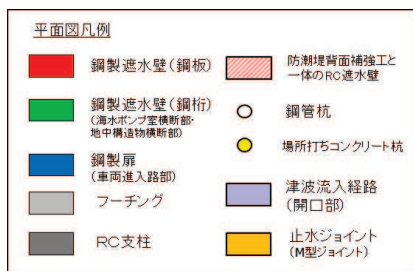 平面図凡例
鋼製遮水壁(鋼板)
鋼製遮水壁(鋼桁)
(海水ポンプ室横断部・
地中構造物横断部)
鋼製扉
(車両進入路部)
フーチング
RC支柱
防潮堤背面補強工と
一体のRC遮水壁
鋼管杭
場所打ちコンクリート杭
津波流入経路
(開口部)
止水ジョイント
(M型ジョイント)